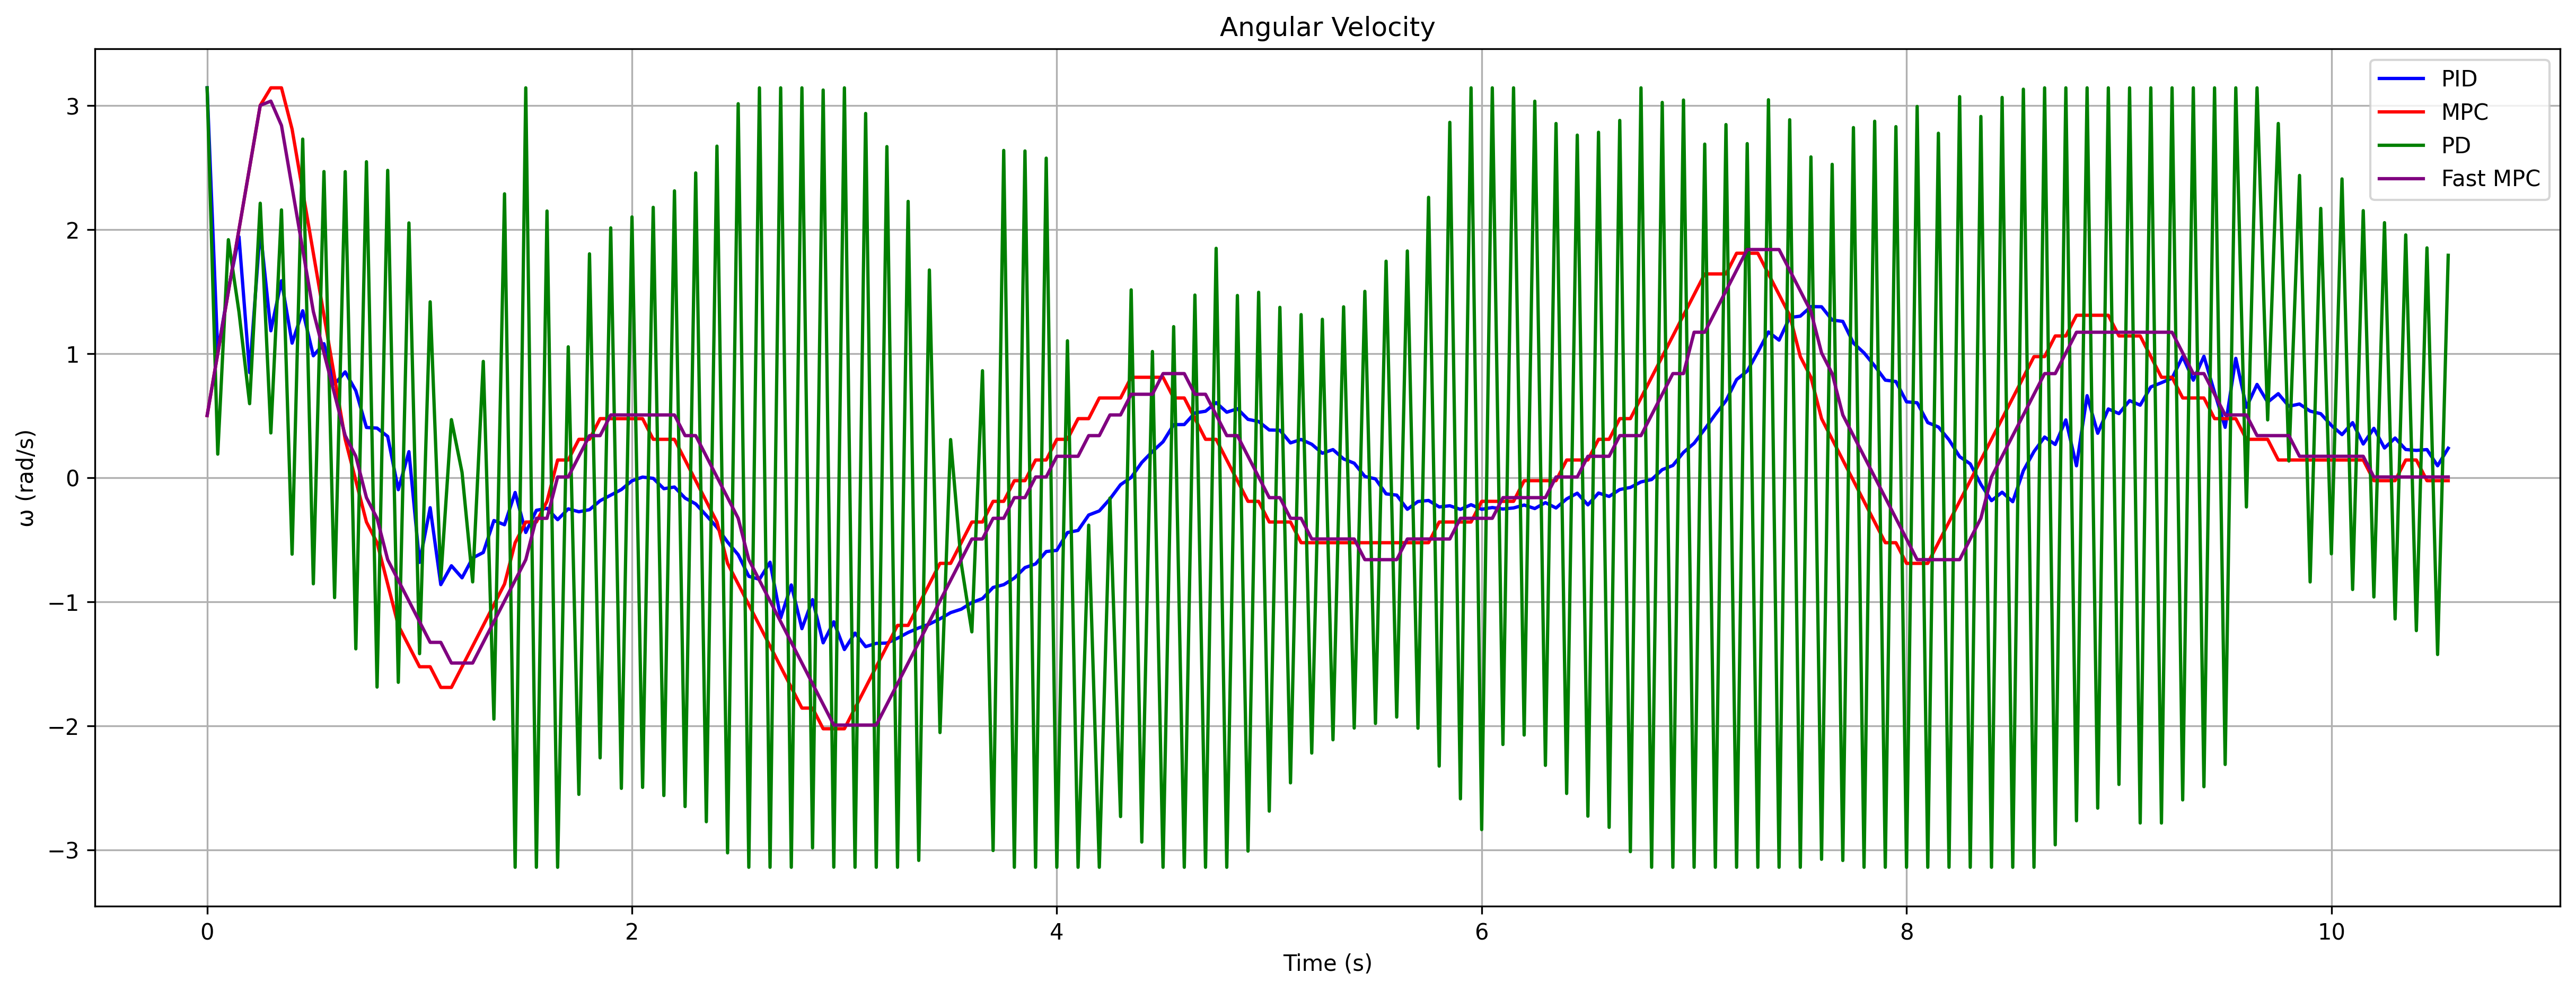 Angular Velocity
PID
MPC
PD
Fast MPC
3
2
1
0
−1
−2
−3
ω (rad/s)
0
2
4
6
8
10
Time (s)